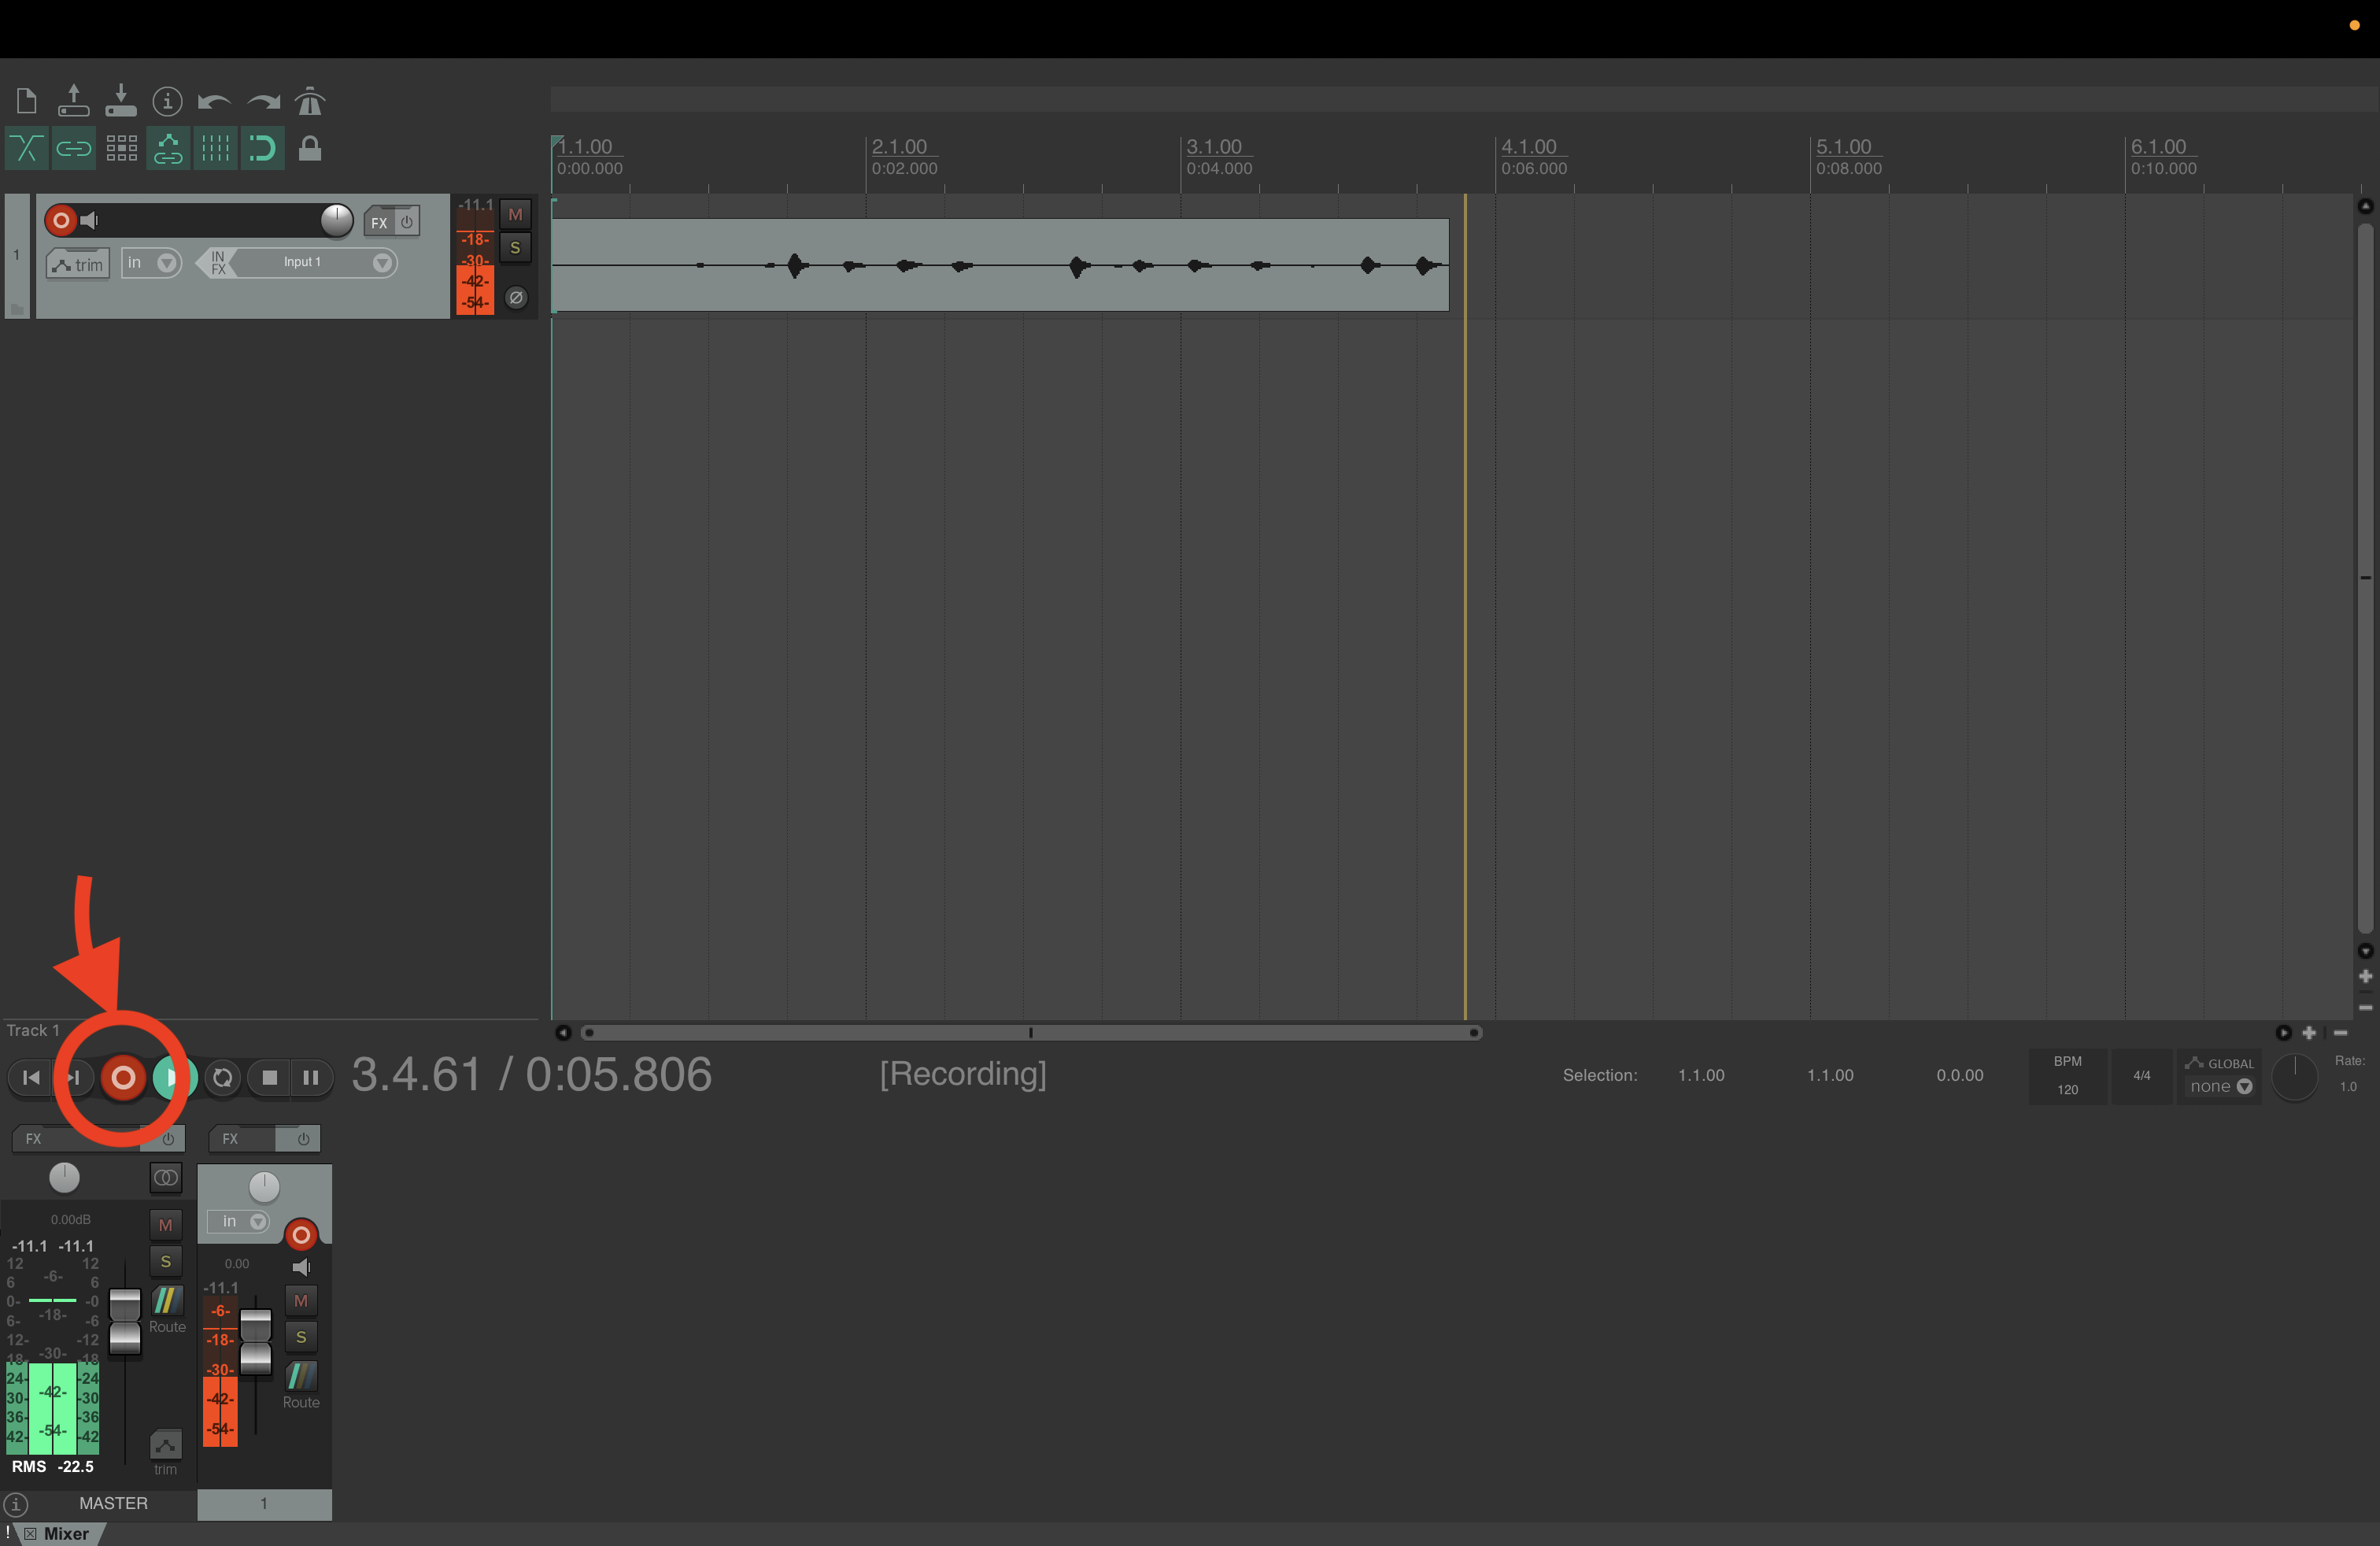 1.1.00
0:00.000
2.1.00
0:02.000
3.1.00
0:04.000
4.1.00
0:06.000
5.1.00
0:08.000
6.1.00
0:10.000
1
FX
-11.1
M
-18-
S
trim
in
IN
FX
Input 1
-30-
-42-
-54-
Track 1
3.4.61 / 0:05.806
[Recording]
Selection:
1.1.00
1.1.00
0.0.00
BPM
120
4/4
GLOBAL
none
Rate:
1.0
FX
FX
0.00dB
M
-11.1 -11.1
S
12 12
6 -6- 6
0- -0
6- -18- -6
12- -12
18- -30- -18
24- -24
30- -42- -30
36- -36
42- -54- -42
RMS -22.5
Route
trim
MASTER
in
0.00
-11.1
-6-
-18-
-30-
-42-
-54-
M
S
Route
1
! Mixer